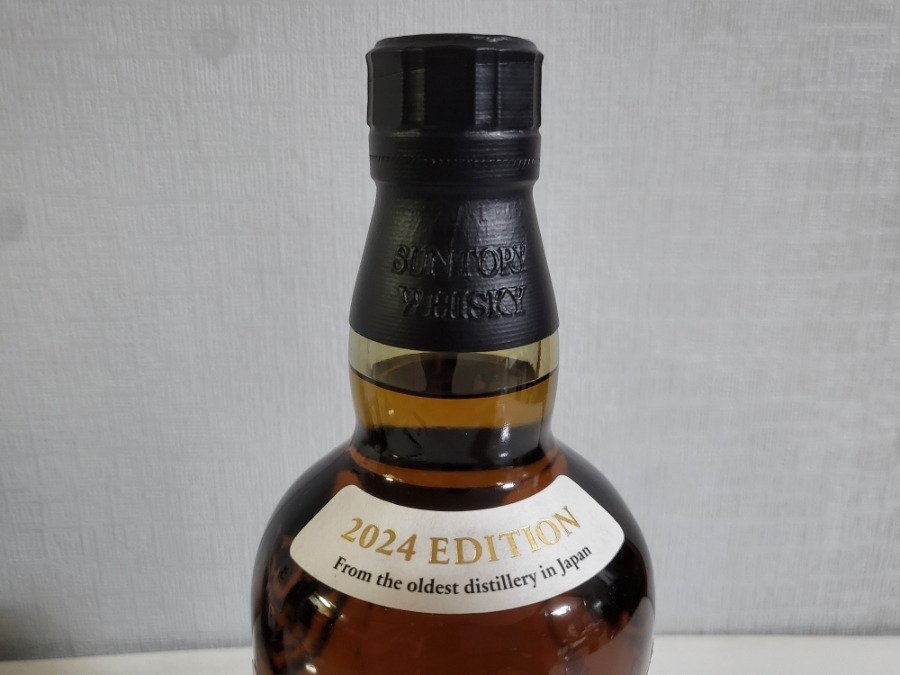 SUNTORY
WHISKY
2024 EDITION
From the oldest distillery in Japan